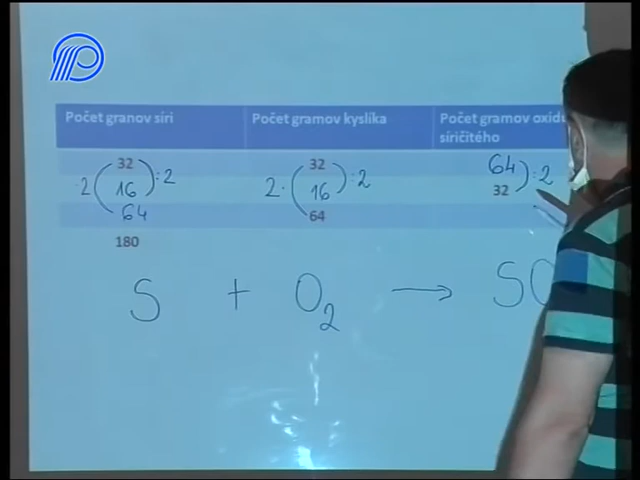 Počet granov síri Počet gramov kyslíka Počet gramov oxidu
síričitého
32 32 64
·2 ( 16 ) :2 2· ( 16 ) :2 32 ) :2
64 64
180
S + O2 → SO